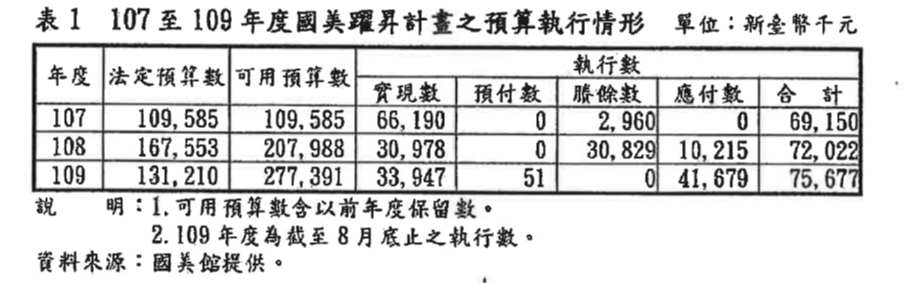 表1 107至109年度國美躍昇計畫之預算執行情形 單位：新臺幣千元
年度 法定預算數 可用預算數 執行數
實現數 預付數 賸餘數 應付數 合計
107 109,585 109,585 66,190 0 2,960 0 69,150
108 167,553 207,988 30,978 0 30,829 10,215 72,022
109 131,210 277,391 33,947 51 0 41,679 75,677
說明：1.可用預算數含以前年度保留數。
2.109年度為截至8月底止之執行數。
資料來源：國美館提供。